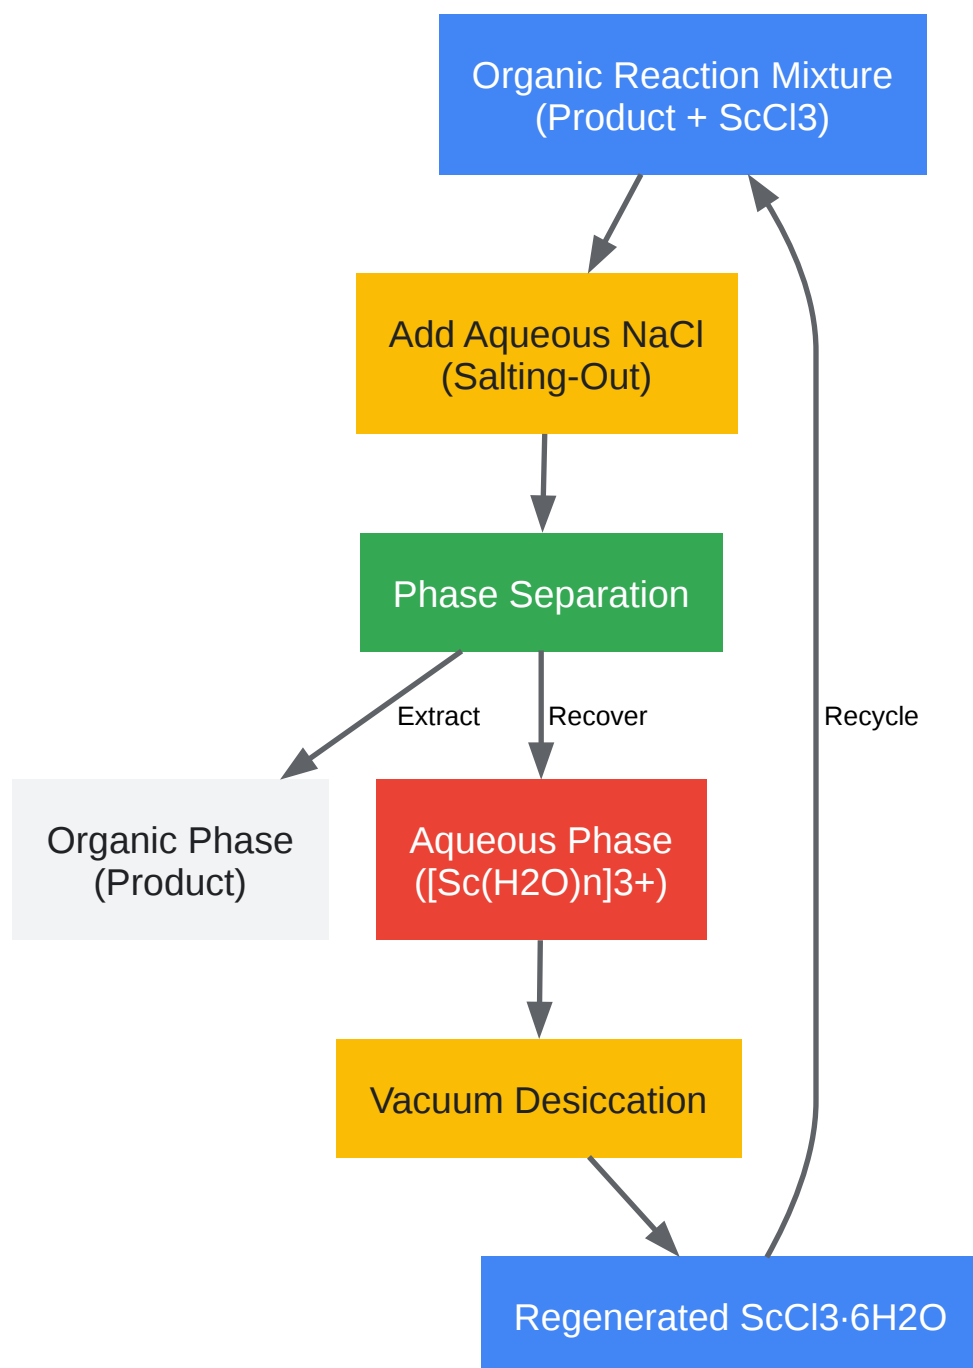 Organic Reaction Mixture
(Product + ScCl3)
Add Aqueous NaCl
(Salting-Out)
Phase Separation
Extract
Recover
Recycle
Organic Phase
(Product)
Aqueous Phase
([Sc(H2O)n]3+)
Vacuum Desiccation
Regenerated ScCl3·6H2O